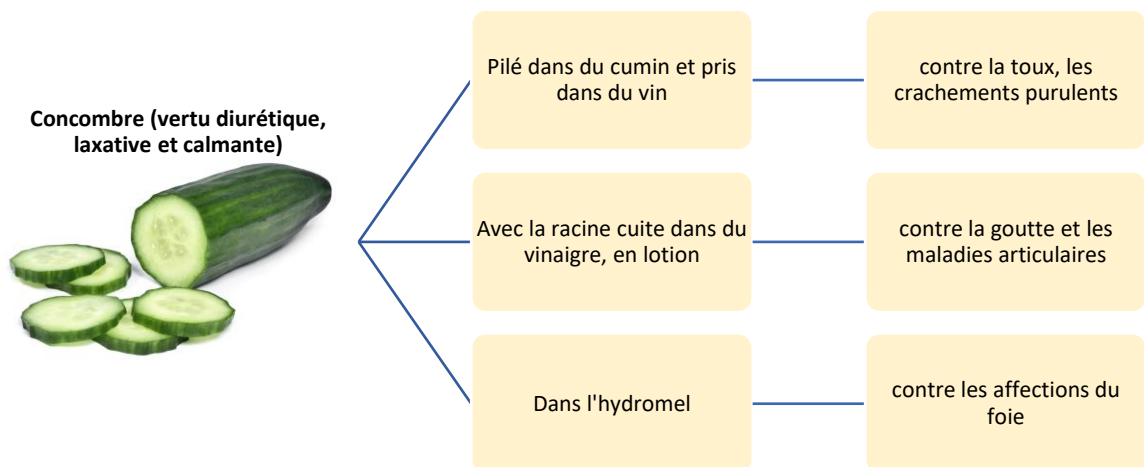 Concombre (vertu diurétique,
laxative et calmante)
Pilé dans du cumin et pris
dans du vin
contre la toux, les
crachements purulents
Avec la racine cuite dans du
vinaigre, en lotion
contre la goutte et les
maladies articulaires
Dans l'hydromel
contre les affections du
foie